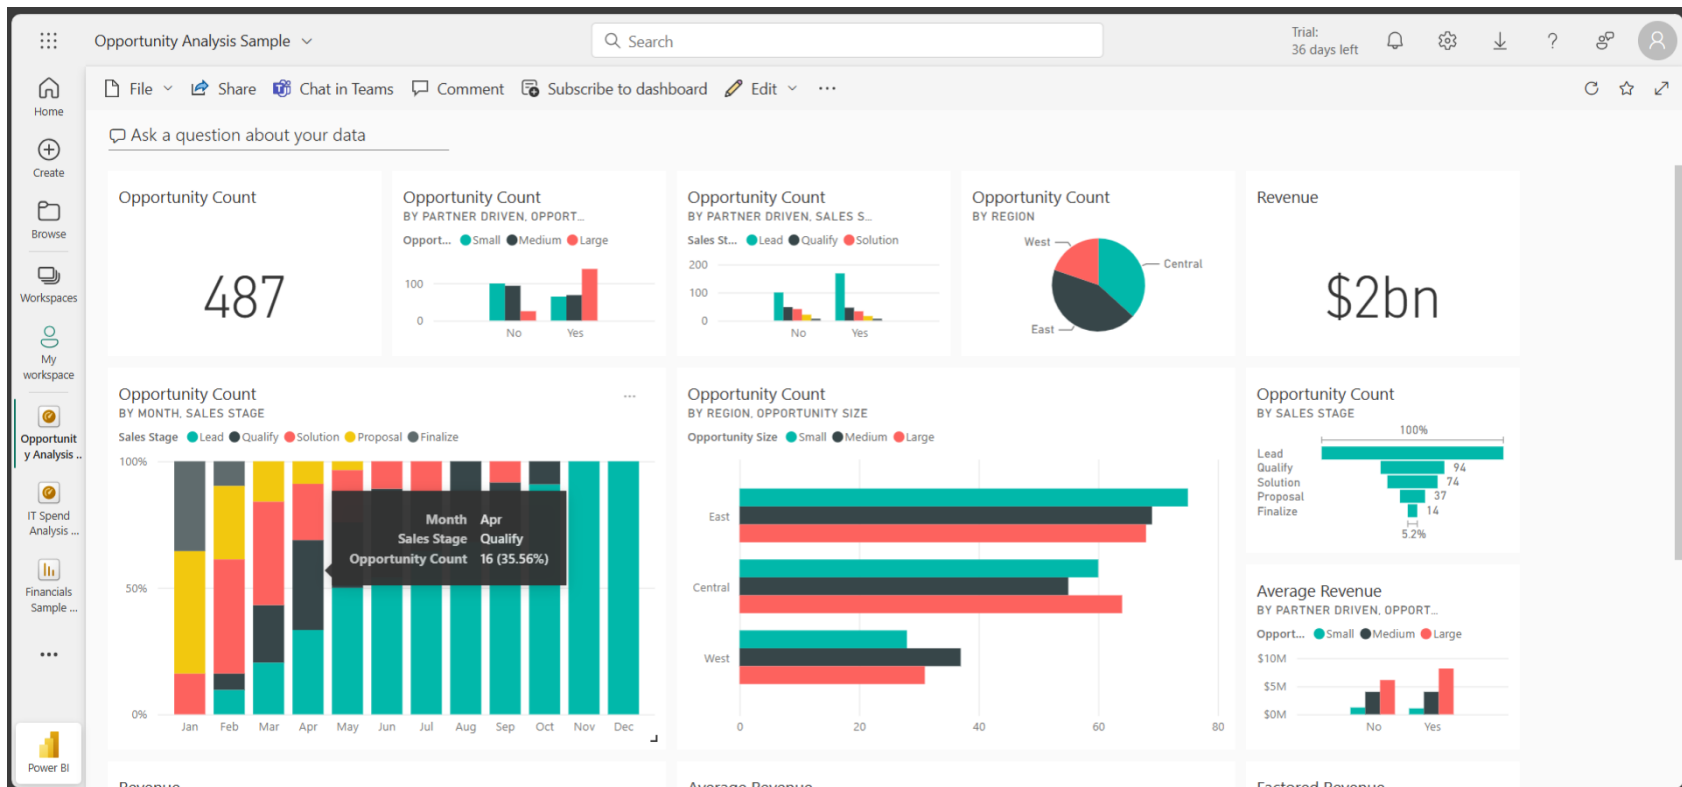 Opportunity Analysis Sample
Search
Trial:
36 days left
File
Share
Chat in Teams
Comment
Subscribe to dashboard
Edit
Home
Create
Browse
Workspaces
My
workspace
Opportunit
y Analysis ..
IT Spend
Analysis ...
Financials
Sample ...
Power BI
Ask a question about your data
Opportunity Count
487
Opportunity Count
BY PARTNER DRIVEN, OPPORT...
Opport... Small Medium Large
100
0
No Yes
Opportunity Count
BY PARTNER DRIVEN, SALES S...
Sales St... Lead Qualify Solution
200
100
0
No Yes
Opportunity Count
BY REGION
West
Central
East
Revenue
$2bn
Opportunity Count
BY MONTH, SALES STAGE
Sales Stage Lead Qualify Solution Proposal Finalize
100%
50%
0%
Month Apr
Sales Stage Qualify
Opportunity Count 16 (35.56%)
Jan Feb Mar Apr May Jun Jul Aug Sep Oct Nov Dec
Opportunity Count
BY REGION, OPPORTUNITY SIZE
Opportunity Size Small Medium Large
East
Central
West
0 20 40 60 80
Opportunity Count
BY SALES STAGE
100%
Lead
Qualify 94
Solution 74
Proposal 37
Finalize 14
5.2%
Average Revenue
BY PARTNER DRIVEN, OPPORT...
Opport... Small Medium Large
$10M
$5M
$0M
No Yes
Revenue
Average Revenue
Factored Revenue